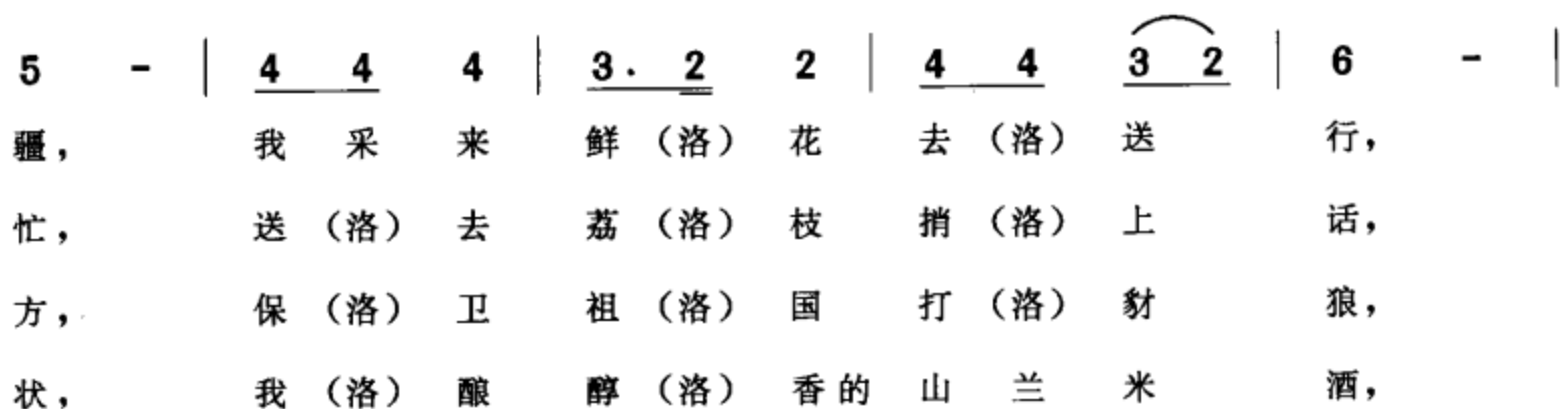 5 - | 4 4 4 | 3. 2 2 | 4 4 3 2 | 6 - |
疆， 我 采 来 鲜 （洛） 花 去 （洛） 送 行，
忙， 送 （洛） 去 荔 （洛） 枝 捎 （洛） 上 话，
方， 保 （洛） 卫 祖 （洛） 国 打 （洛） 豺 狼，
状， 我 （洛） 酿 醇 （洛） 香的 山 兰 米 酒，